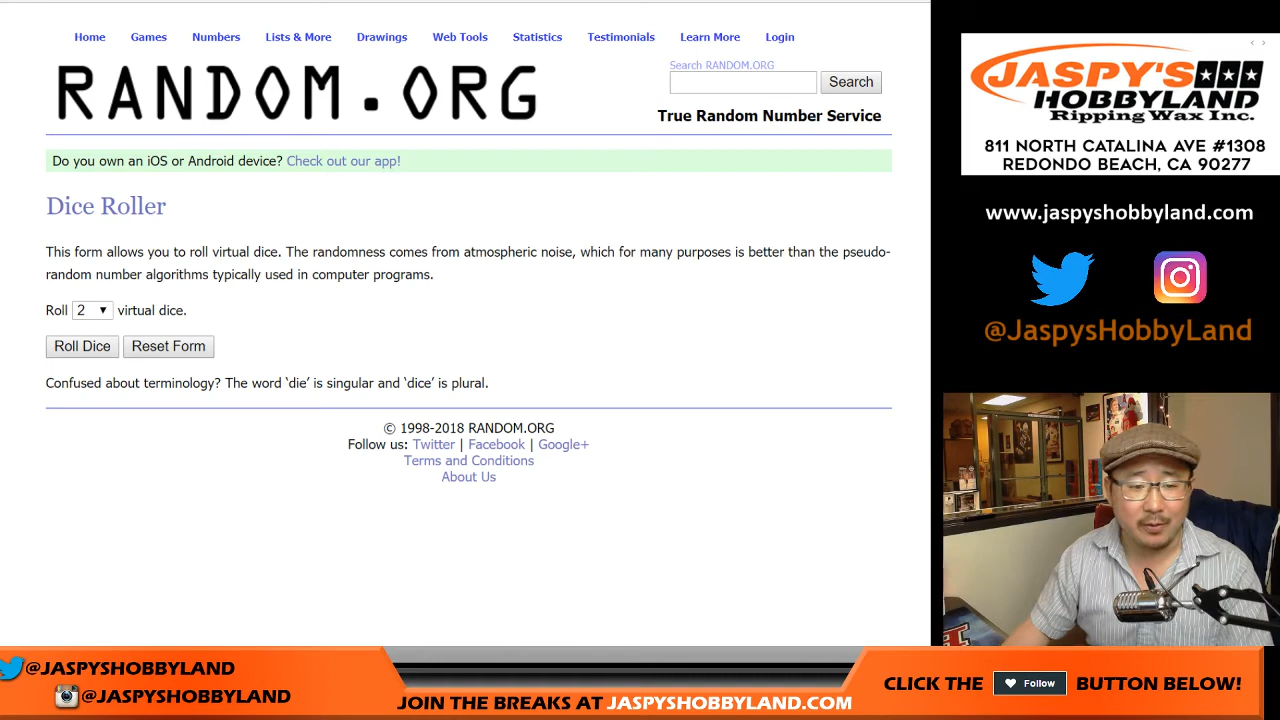 Home Games Numbers Lists & More Drawings Web Tools Statistics Testimonials Learn More Login
RANDOM.ORG
Search RANDOM.ORG
Search
True Random Number Service
Do you own an iOS or Android device? Check out our app!
Dice Roller
This form allows you to roll virtual dice. The randomness comes from atmospheric noise, which for many purposes is better than the pseudo-
random number algorithms typically used in computer programs.
Roll 2 virtual dice.
Roll Dice Reset Form
Confused about terminology? The word ‘die’ is singular and ‘dice’ is plural.
© 1998-2018 RANDOM.ORG
Follow us: Twitter | Facebook | Google+
Terms and Conditions
About Us
JASPY'S
HOBBYLAND
Ripping Wax Inc.
811 NORTH CATALINA AVE #1308
REDONDO BEACH, CA 90277
www.jaspyshobbyland.com
@JaspysHobbyLand
@JASPYSHOBBYLAND
@JASPYSHOBBYLAND
JOIN THE BREAKS AT JASPYSHOBBYLAND.COM
CLICK THE Follow BUTTON BELOW!